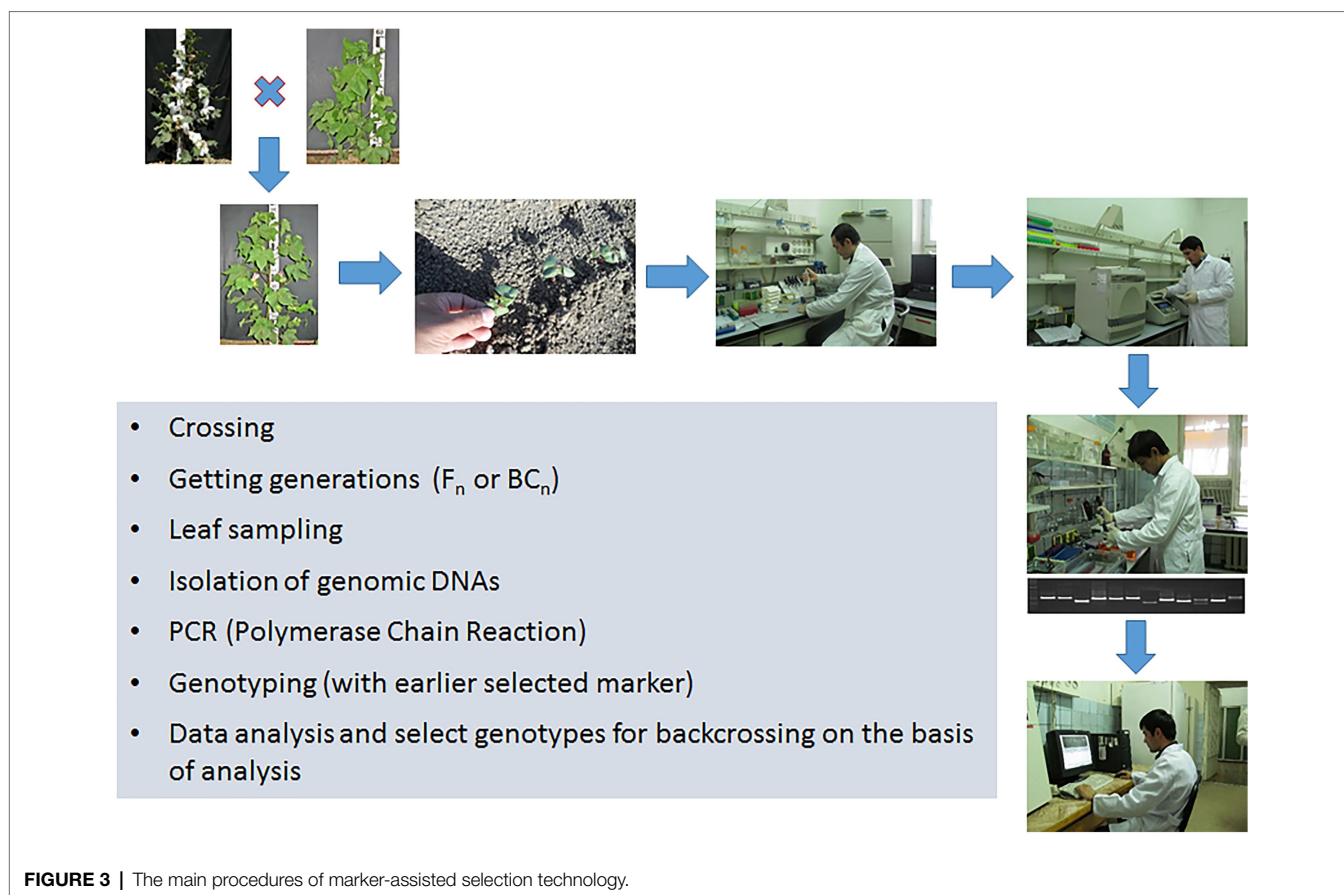 • Crossing
• Getting generations (Fn or BCn)
• Leaf sampling
• Isolation of genomic DNAs
• PCR (Polymerase Chain Reaction)
• Genotyping (with earlier selected marker)
• Data analysis and select genotypes for backcrossing on the basis
of analysis
FIGURE 3 | The main procedures of marker-assisted selection technology.